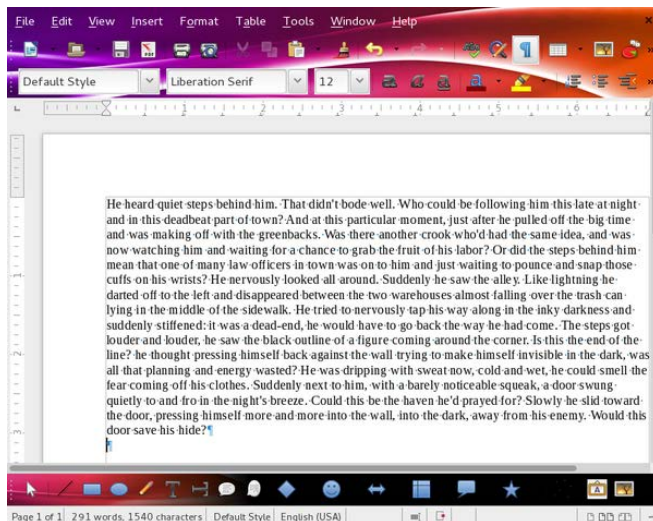 File Edit View Insert Format Table Tools Window Help
Default Style Liberation Serif 12
1 2 3 4 5 6
He heard quiet steps behind him. That didn't bode well. Who could be following him this late at night
and in this deadbeat part of town? And at this particular moment, just after he pulled off the big time
and was making off with the greenbacks. Was there another crook who'd had the same idea, and was
now watching him and waiting for a chance to grab the fruit of his labor? Or did the steps behind him
mean that one of many law officers in town was on to him and just waiting to pounce and snap those
cuffs on his wrists? He nervously looked all around. Suddenly he saw the alley. Like lightning he
darted off to the left and disappeared between the two warehouses almost falling over the trash can
lying in the middle of the sidewalk. He tried to nervously tap his way along in the inky darkness and
suddenly stiffened: it was a dead-end, he would have to go back the way he had come. The steps got
louder and louder, he saw the black outline of a figure coming around the corner. Is this the end of the
line? he thought pressing himself back against the wall trying to make himself invisible in the dark, was
all that planning and energy wasted? He was dripping with sweat now, cold and wet, he could smell the
fear coming off his clothes. Suddenly next to him, with a barely noticeable squeak, a door swung
quietly to and fro in the night's breeze. Could this be the haven he'd prayed for? Slowly he slid toward
the door, pressing himself more and more into the wall, into the dark, away from his enemy. Would this
door save his hide?¶
¶
Page 1 of 1 291 words, 1540 characters Default Style English (USA)